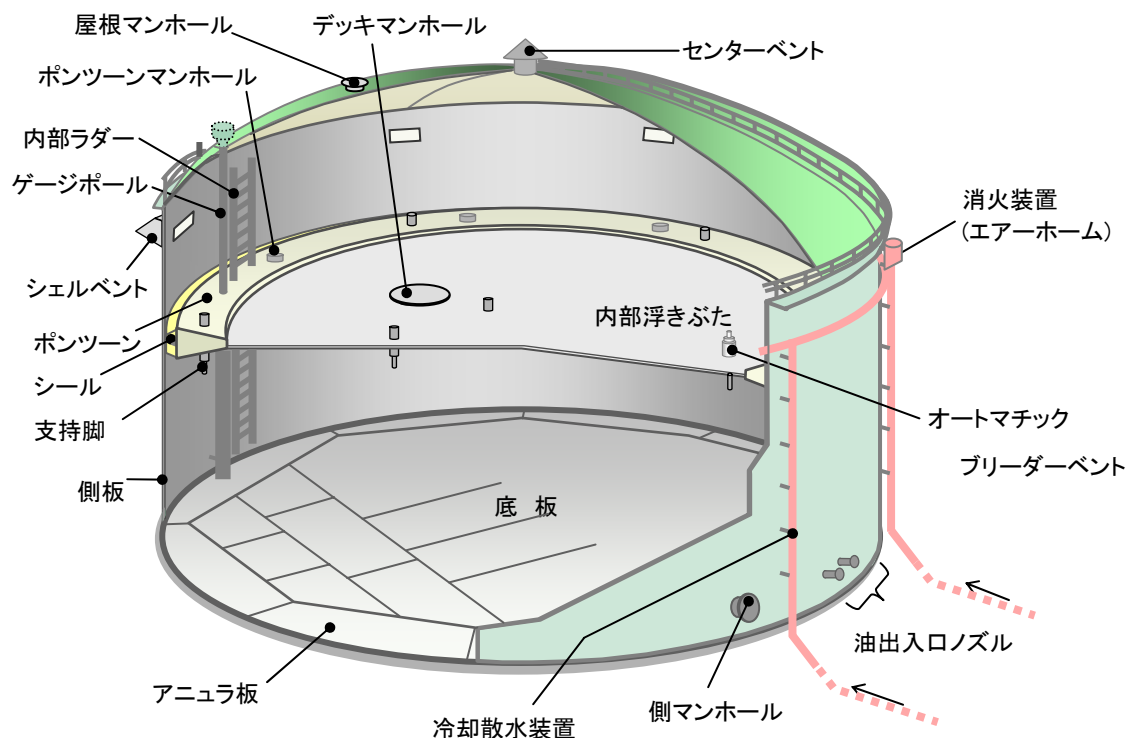 屋根マンホール
デッキマンホール
センターベント
ポンツーンマンホール
内部ラダー
ゲージポール
消火装置
(エアーホーム)
シェルベント
内部浮きぶた
ポンツーン
シール
支持脚
オートマチック
ブリーダーベント
側板
底 板
油出入口ノズル
アニュラ板
側マンホール
冷却散水装置